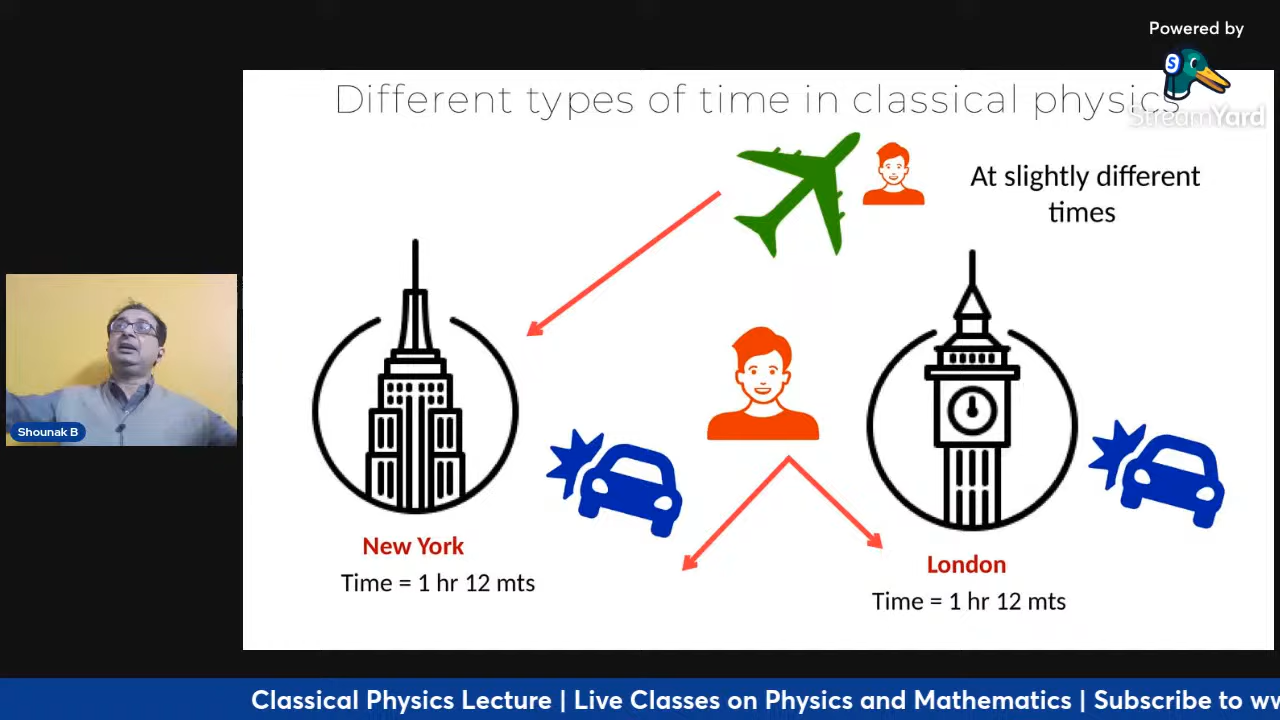 Powered by
StreamYard
Different types of time in classical physics
At slightly different
times
Shounak B
New York
Time = 1 hr 12 mts
London
Time = 1 hr 12 mts
Classical Physics Lecture | Live Classes on Physics and Mathematics | Subscribe to